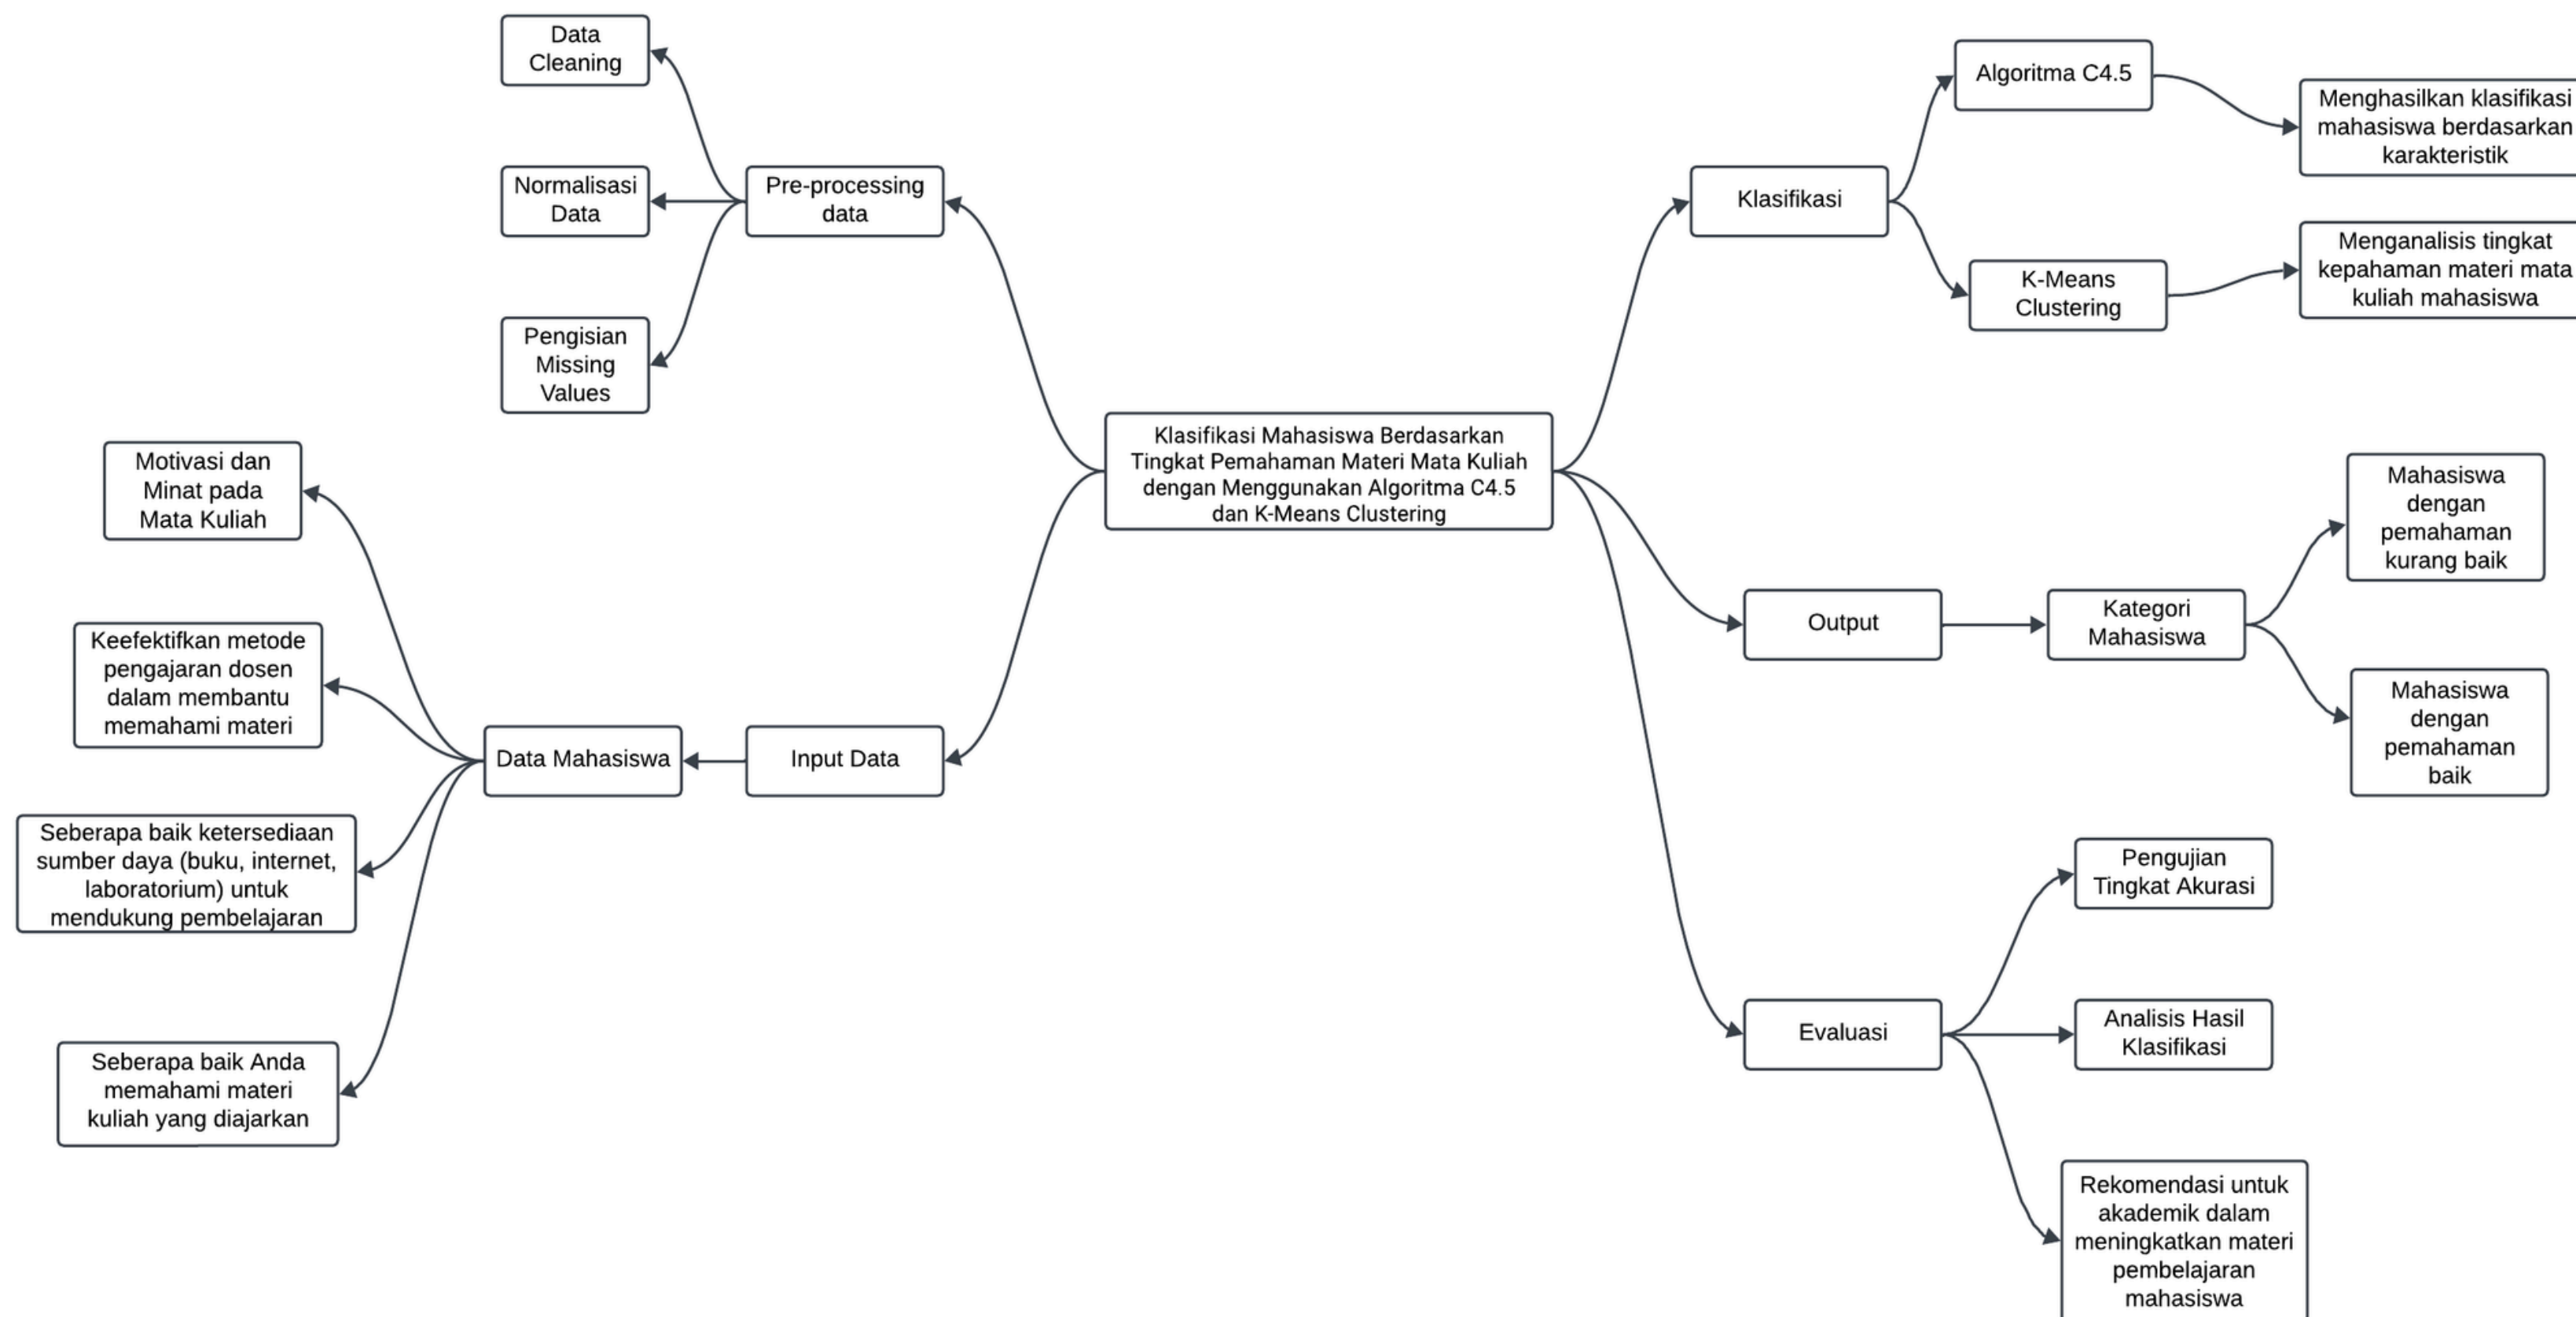 Data
Cleaning
Normalisasi
Data
Pengisian
Missing
Values
Pre-processing
data
Motivasi dan
Minat pada
Mata Kuliah
Keefektifkan metode
pengajaran dosen
dalam membantu
memahami materi
Seberapa baik ketersediaan
sumber daya (buku, internet,
laboratorium) untuk
mendukung pembelajaran
Seberapa baik Anda
memahami materi
kuliah yang diajarkan
Data Mahasiswa
Input Data
Klasifikasi Mahasiswa Berdasarkan
Tingkat Pemahaman Materi Mata Kuliah
dengan Menggunakan Algoritma C4.5
dan K-Means Clustering
Klasifikasi
Algoritma C4.5
Menghasilkan klasifikasi
mahasiswa berdasarkan
karakteristik
K-Means
Clustering
Menganalisis tingkat
kepahaman materi mata
kuliah mahasiswa
Output
Kategori
Mahasiswa
Mahasiswa
dengan
pemahaman
kurang baik
Mahasiswa
dengan
pemahaman
baik
Evaluasi
Pengujian
Tingkat Akurasi
Analisis Hasil
Klasifikasi
Rekomendasi untuk
akademik dalam
meningkatkan materi
pembelajaran
mahasiswa